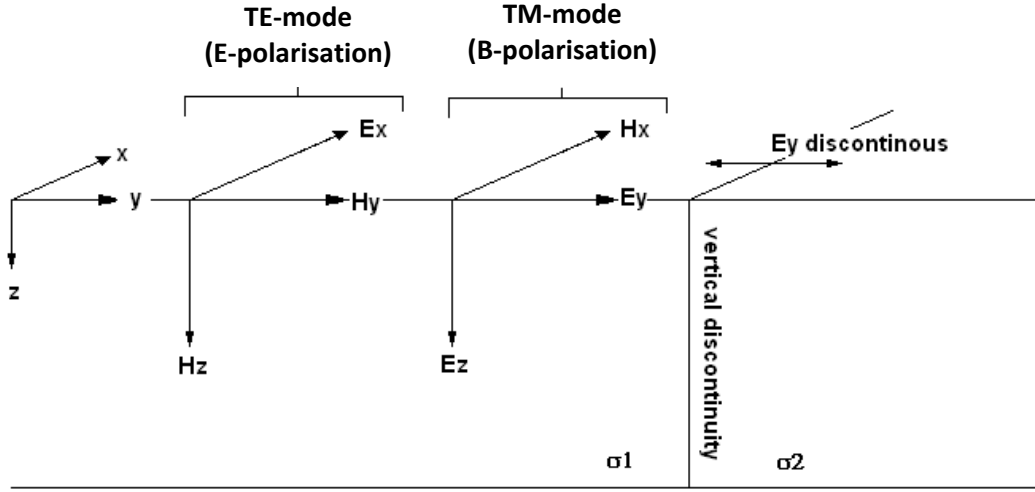 TE-mode
(E-polarisation)
TM-mode
(B-polarisation)
x
y
z
Ex
Hy
Hz
Hx
Ey
Ez
Ey discontinous
vertical discontinuity
σ1
σ2